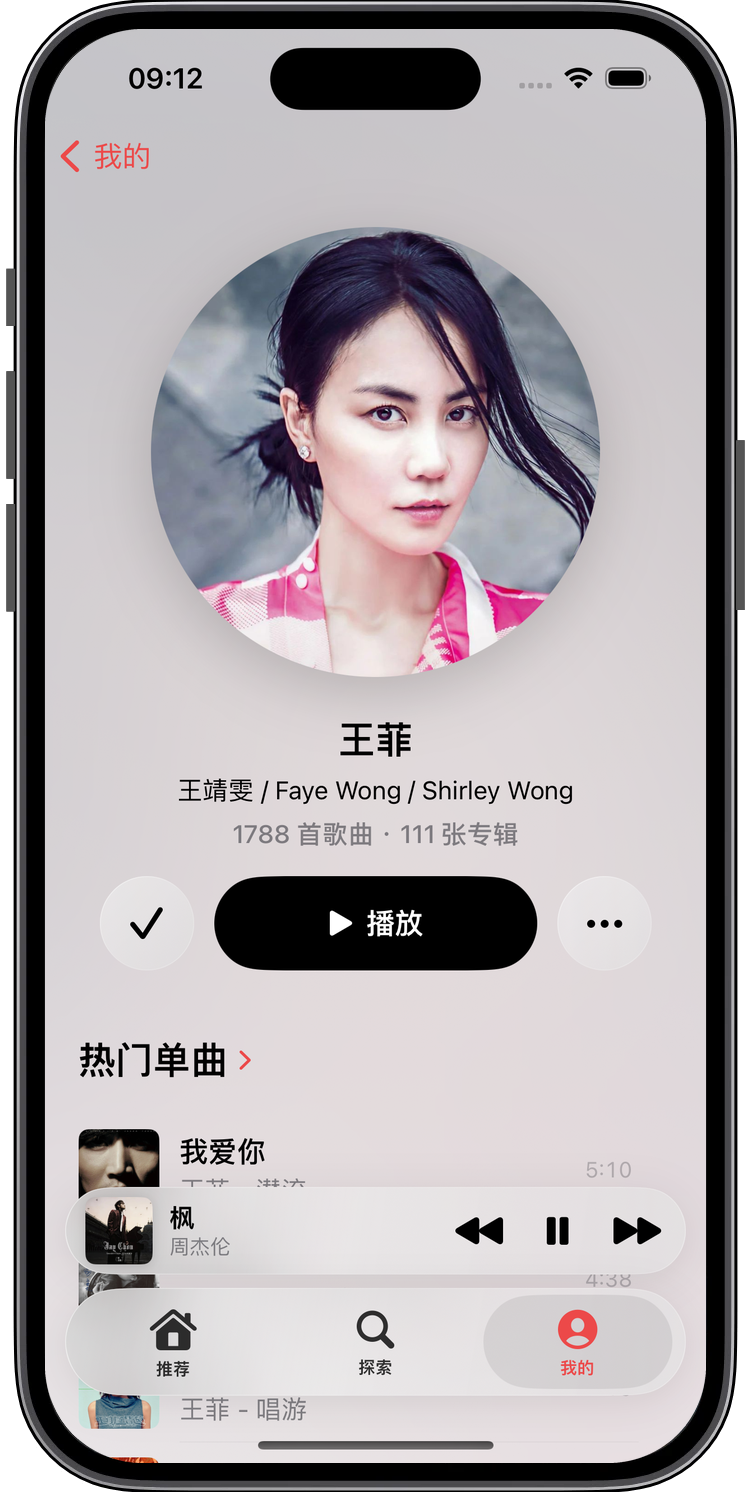 09:12
我的
王菲
王靖雯 / Faye Wong / Shirley Wong
1788 首歌曲 · 111 张专辑
播放
热门单曲
我爱你
5:10
Jay Chou
枫
周杰伦
4:38
推荐
探索
我的
王菲 - 唱游